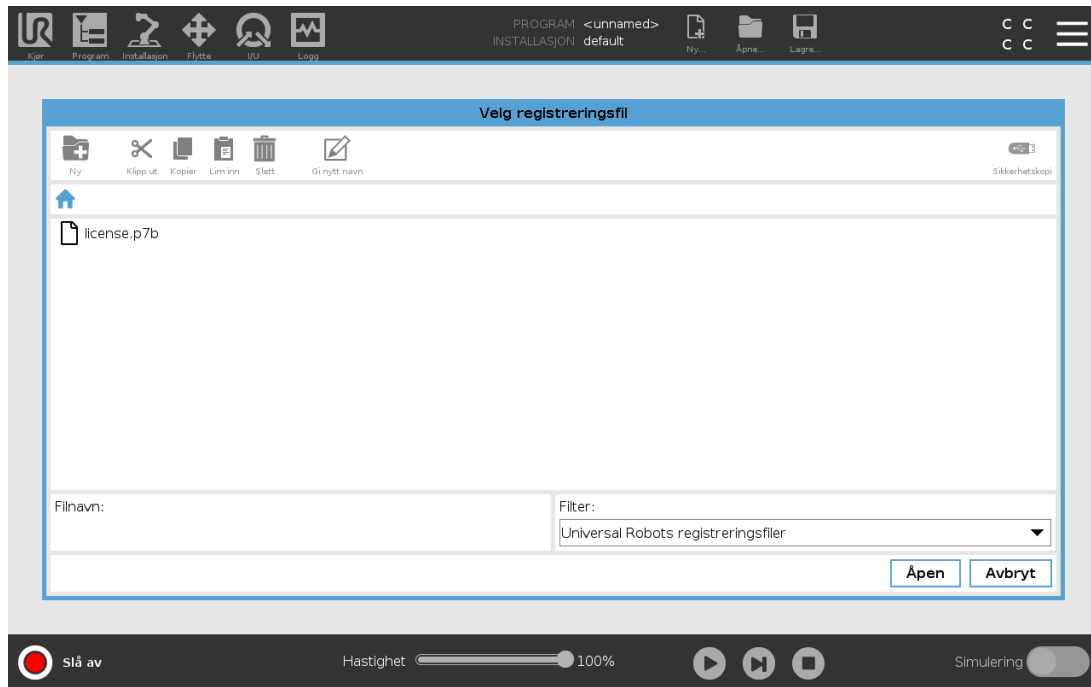 UR
PROGRAM <unnamed>
INSTALLASJON default
C C
C C
Kjør Program Installasjon Flytte I/U Logg Ny... Åpne... Lagre...
Velg registreringsfil
Ny Klipp ut Kopier Lim inn Slett Gi nytt navn Sikkerhetskopi
license.p7b
Filnavn: Filter:
Universal Robots registreringsfiler
Åpen Avbryt
Slå av Hastighet 100% Simulering